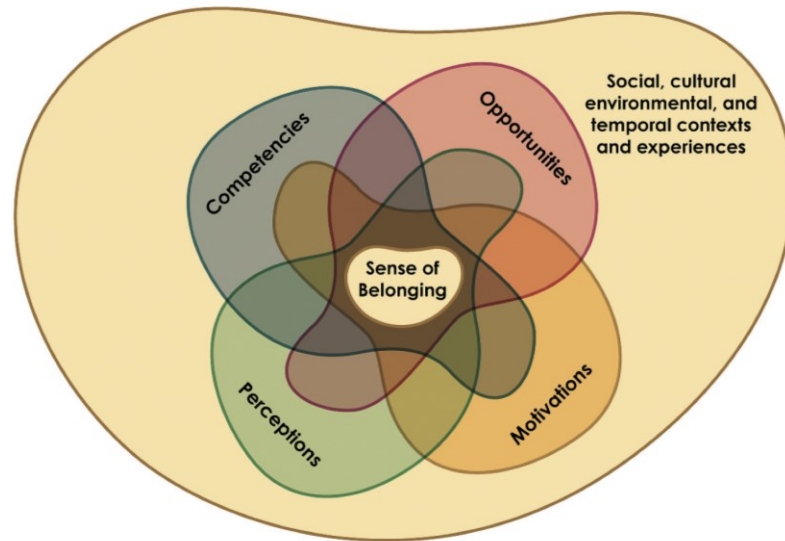 Competencies
Opportunities
Social, cultural
environmental, and
temporal contexts
and experiences
Sense of
Belonging
Perceptions
Motivations